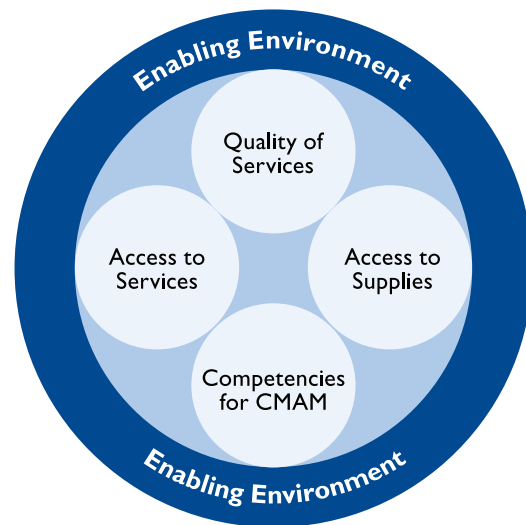 Enabling Environment
Quality of
Services
Access to
Services
Access to
Supplies
Competencies
for CMAM
Enabling Environment